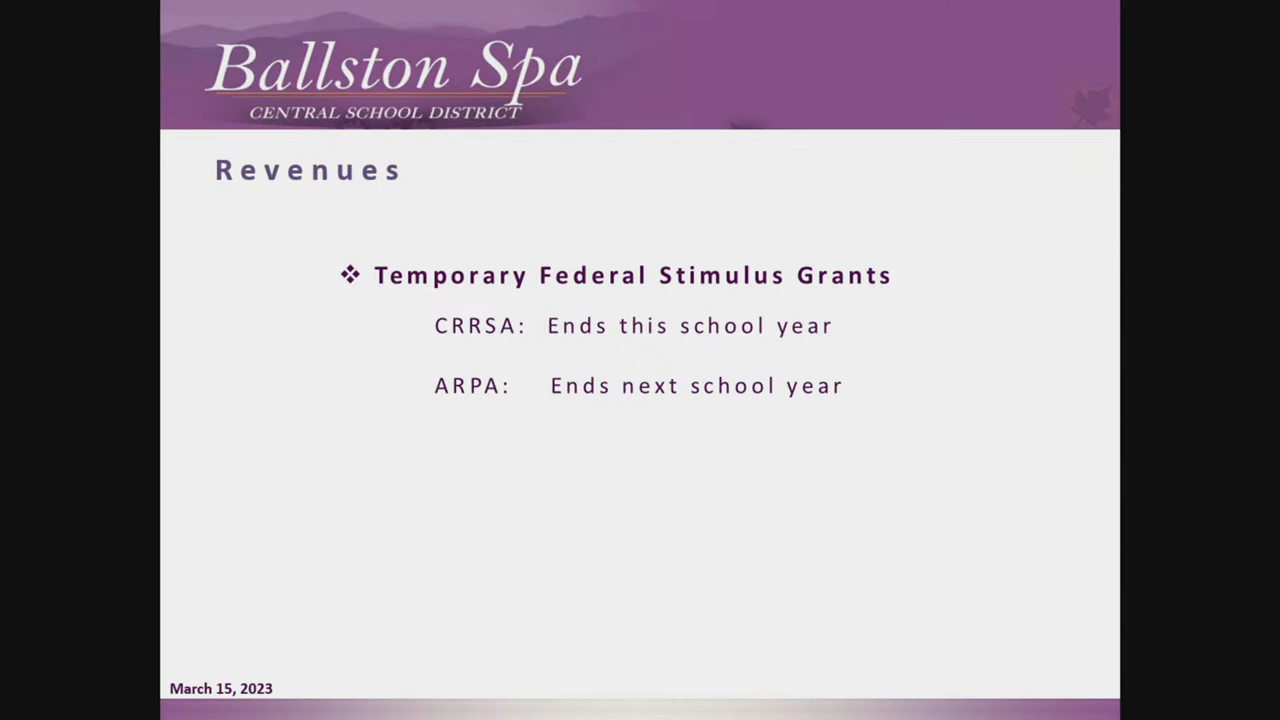 Ballston Spa
CENTRAL SCHOOL DISTRICT
Revenues
❖ Temporary Federal Stimulus Grants
CRRSA: Ends this school year
ARPA: Ends next school year
March 15, 2023